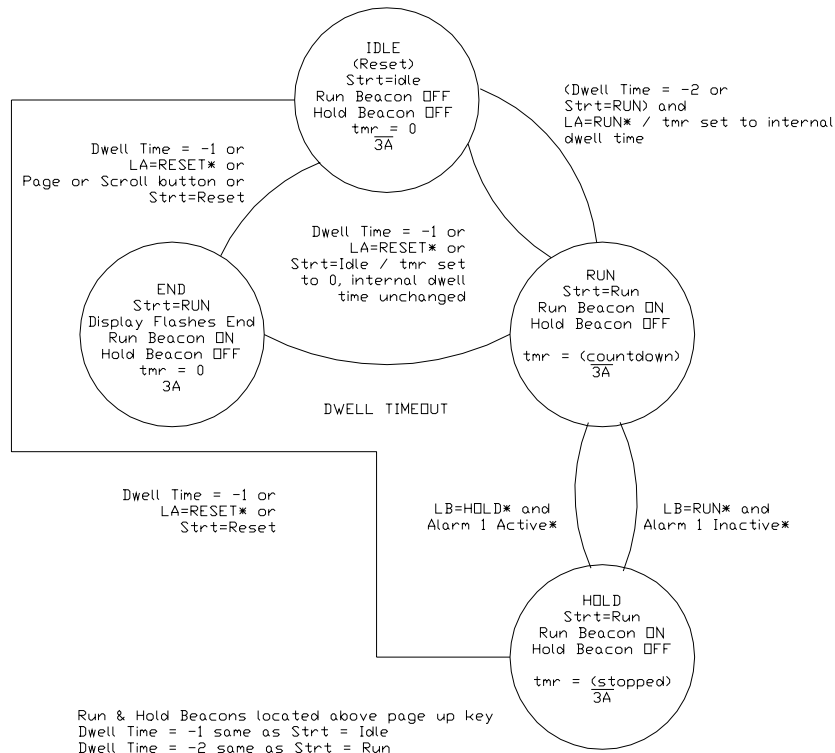 IDLE
(Reset)
Strt=idle
Run Beacon OFF
Hold Beacon OFF
tmr = 0
3A
(Dwell Time = -2 or
Strt=RUN) and
LA=RUN* / tmr set to internal
dwell time
Dwell Time = -1 or
LA=RESET* or
Page or Scroll button or
Strt=Reset
Dwell Time = -1 or
LA=RESET* or
Strt=Idle / tmr set
to 0, internal dwell
time unchanged
END
Strt=RUN
Display Flashes End
Run Beacon ON
Hold Beacon OFF
tmr = 0
3A
RUN
Strt=Run
Run Beacon ON
Hold Beacon OFF
tmr = (countdown)
3A
DWELL TIMEOUT
Dwell Time = -1 or
LA=RESET* or
Strt=Reset
LB=HOLD* and
Alarm 1 Active*
LB=RUN* and
Alarm 1 Inactive*
HOLD
Strt=Run
Run Beacon ON
Hold Beacon OFF
tmr = (stopped)
3A
Run & Hold Beacons located above page up key
Dwell Time = -1 same as Strt = Idle
Dwell Time = -2 same as Strt = Run